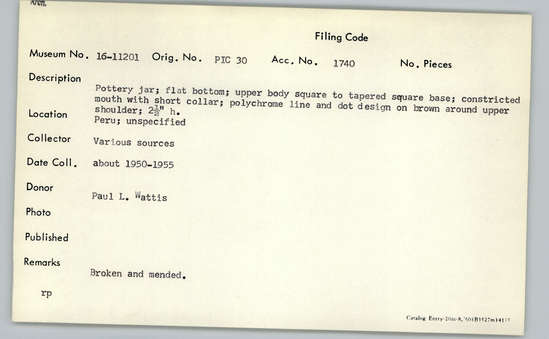 Filing Code
Museum No. 16-11201 Orig. No. PIC 30 Acc. No. 1740 No. Pieces
Description
Pottery jar; flat bottom; upper body square to tapered square base; constricted
mouth with short collar; polychrome line and dot design on brown around upper
shoulder; 2½" h.
Location
Peru; unspecified
Collector Various sources
Date Coll. about 1950-1955
Donor
Paul L. Wattis
Photo
Published
Remarks
Broken and mended.
rp
Catalog Entry